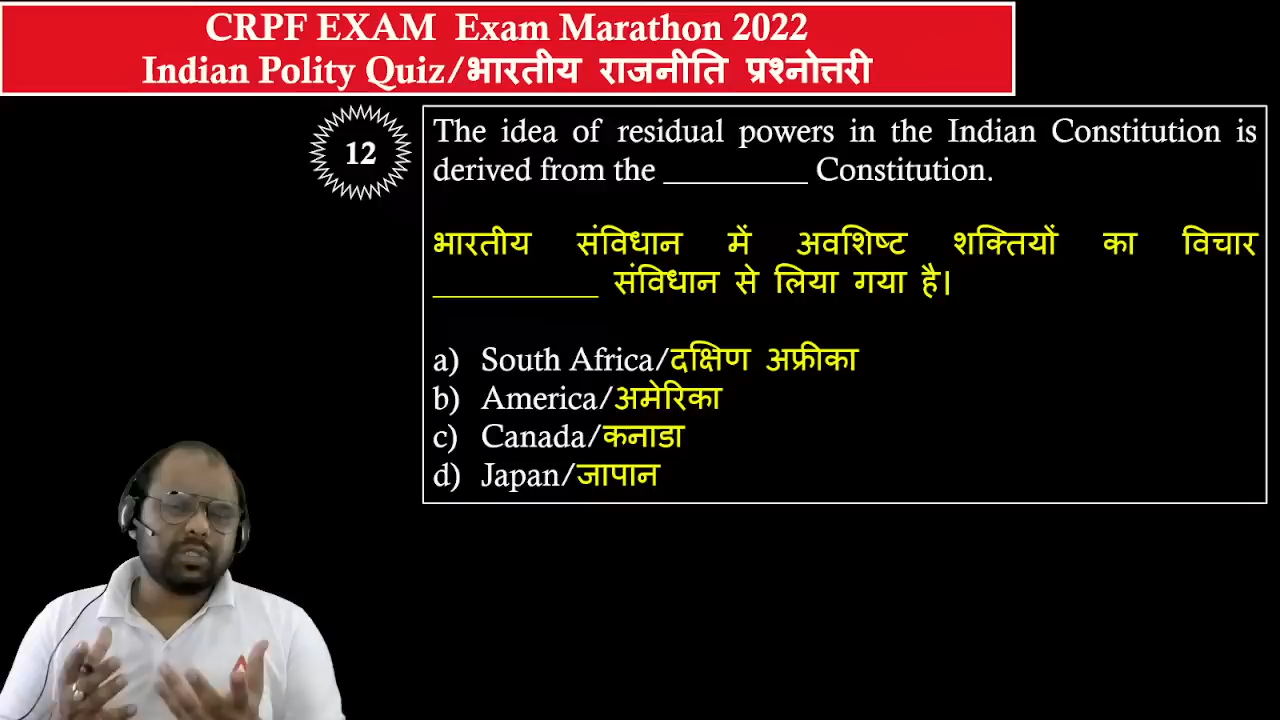 CRPF EXAM Exam Marathon 2022
Indian Polity Quiz/भारतीय राजनीति प्रश्नोत्तरी
12
The idea of residual powers in the Indian Constitution is
derived from the _________ Constitution.
भारतीय संविधान में अवशिष्ट शक्तियों का विचार
__________ संविधान से लिया गया है।
a) South Africa/दक्षिण अफ्रीका
b) America/अमेरिका
c) Canada/कनाडा
d) Japan/जापान